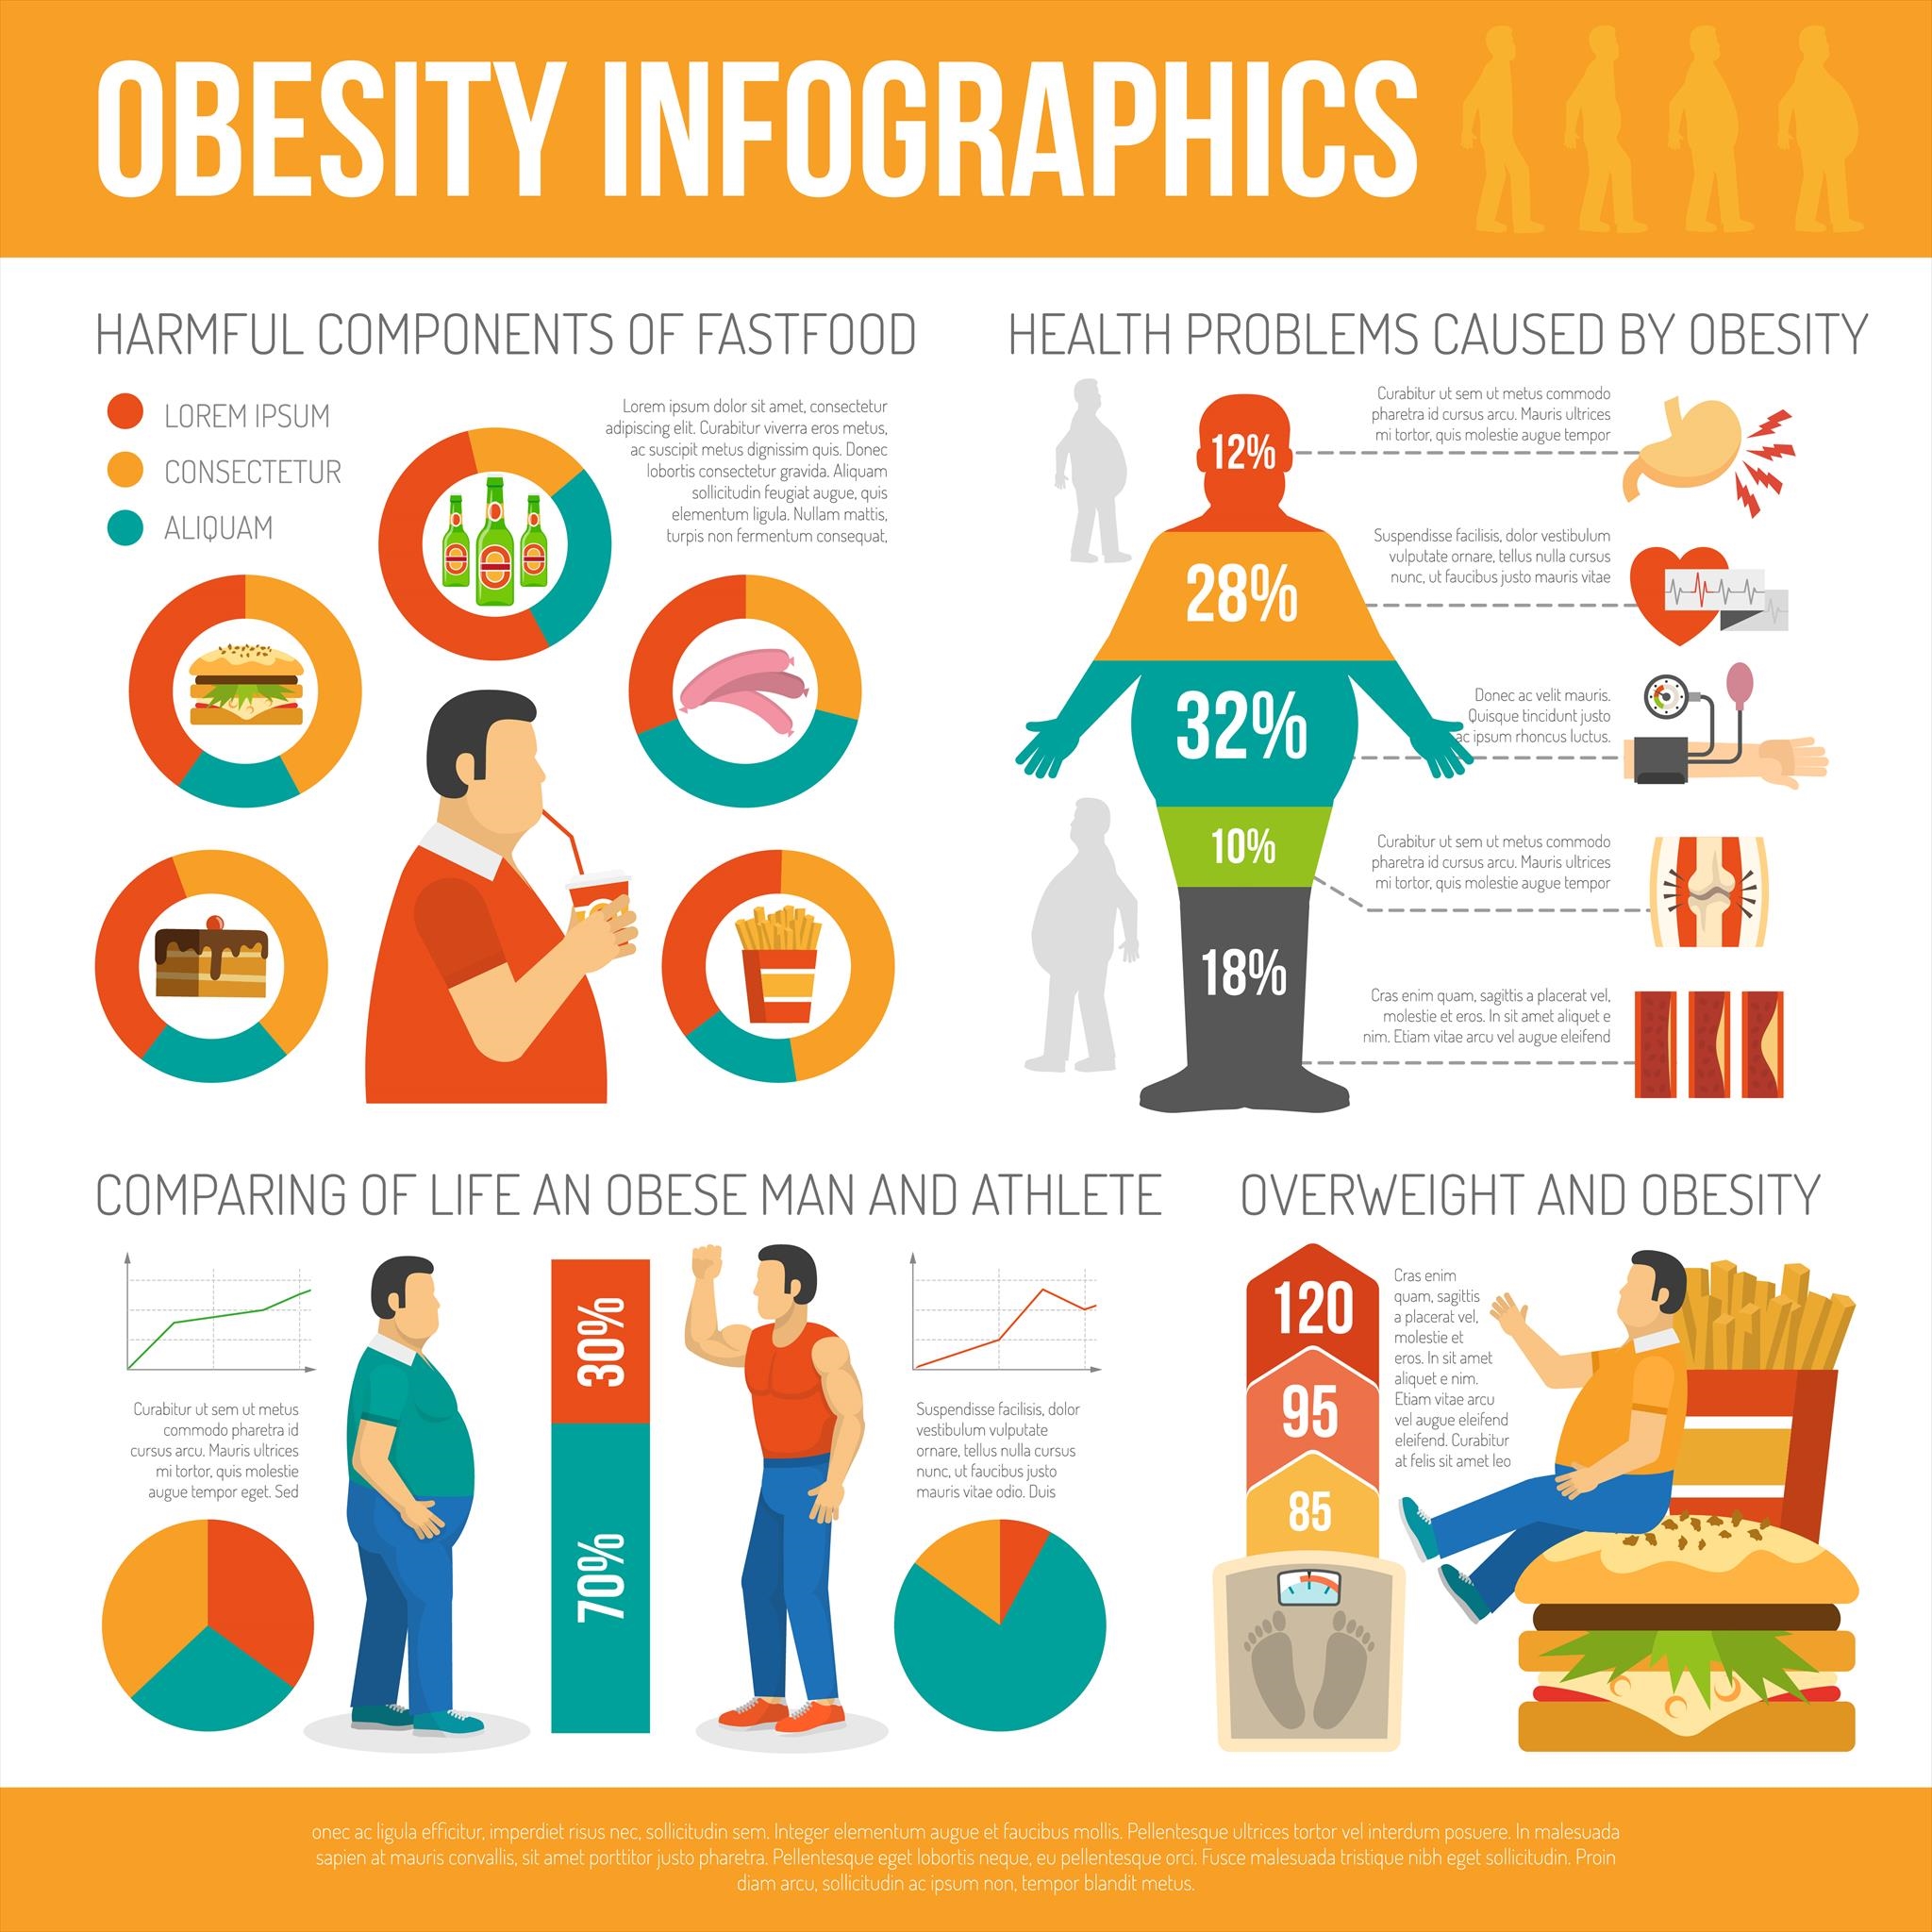 OBESITY INFOGRAPHICS
HARMFUL COMPONENTS OF FASTFOOD
LOREM IPSUM
CONSECTETUR
ALIQUAM
Lorem ipsum dolor sit amet, consectetur
adipiscing elit. Curabitur viverra eros metus,
ac suscipit metus dignissim quis. Donec
lobortis consectetur gravida. Aliquam
sollicitudin feugiat augue, quis
elementum ligula. Nullam mattis,
turpis non fermentum consequat,
HEALTH PROBLEMS CAUSED BY OBESITY
12%
28%
32%
10%
18%
Curabitur ut sem ut metus commodo
pharetra id cursus arcu. Mauris ultrices
mi tortor, quis molestie augue tempor
Suspendisse facilisis, dolor vestibulum
vulputate ornare, tellus nulla cursus
nunc, ut faucibus justo mauris vitae
Donec ac velit mauris.
Quisque tincidunt justo
ac ipsum rhoncus luctus.
Curabitur ut sem ut metus commodo
pharetra id cursus arcu. Mauris ultrices
mi tortor, quis molestie augue tempor
Cras enim quam, sagittis a placerat vel,
molestie et eros. In sit amet aliquet e
nim. Etiam vitae arcu vel augue eleifend
COMPARING OF LIFE AN OBESE MAN AND ATHLETE
Curabitur ut sem ut metus
commodo pharetra id
cursus arcu. Mauris ultrices
mi tortor, quis molestie
augue tempor eget. Sed
30%
70%
Suspendisse facilisis, dolor
vestibulum vulputate
ornare, tellus nulla cursus
nunc, ut faucibus justo
mauris vitae odio. Duis
OVERWEIGHT AND OBESITY
120
95
85
Cras enim
quam, sagittis
a placerat vel,
molestie et
eros. In sit amet
aliquet e nim.
Etiam vitae arcu
vel augue eleifend
eleifend. Curabitur
at felis sit amet leo
onec ac ligula efficitur, imperdiet risus nec, sollicitudin sem. Integer elementum augue et faucibus mollis. Pellentesque ultrices tortor vel interdum posuere. In malesuada
sapien at mauris convallis, sit amet porttitor justo pharetra. Pellentesque eget lobortis neque, eu pellentesque orci. Fusce malesuada tristique nibh eget sollicitudin. Proin
diam arcu, sollicitudin ac ipsum non, tempor blandit metus.